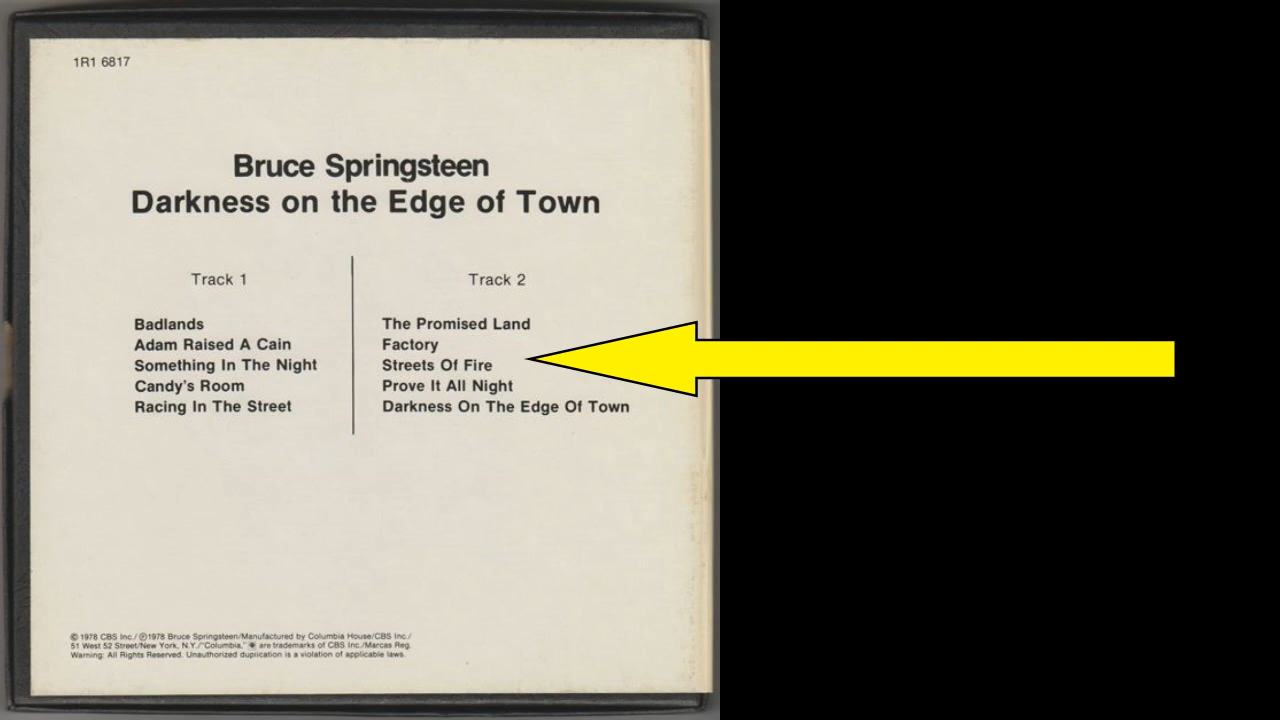 1R1 6817
Bruce Springsteen
Darkness on the Edge of Town
Track 1
Badlands
Adam Raised A Cain
Something In The Night
Candy's Room
Racing In The Street
Track 2
The Promised Land
Factory
Streets Of Fire
Prove It All Night
Darkness On The Edge Of Town
© 1978 CBS Inc./ ℗1978 Bruce Springsteen/Manufactured by Columbia House/CBS Inc./
51 West 52 Street/New York, N.Y./"Columbia," are trademarks of CBS Inc./Marcas Reg.
Warning: All Rights Reserved. Unauthorized duplication is a violation of applicable laws.